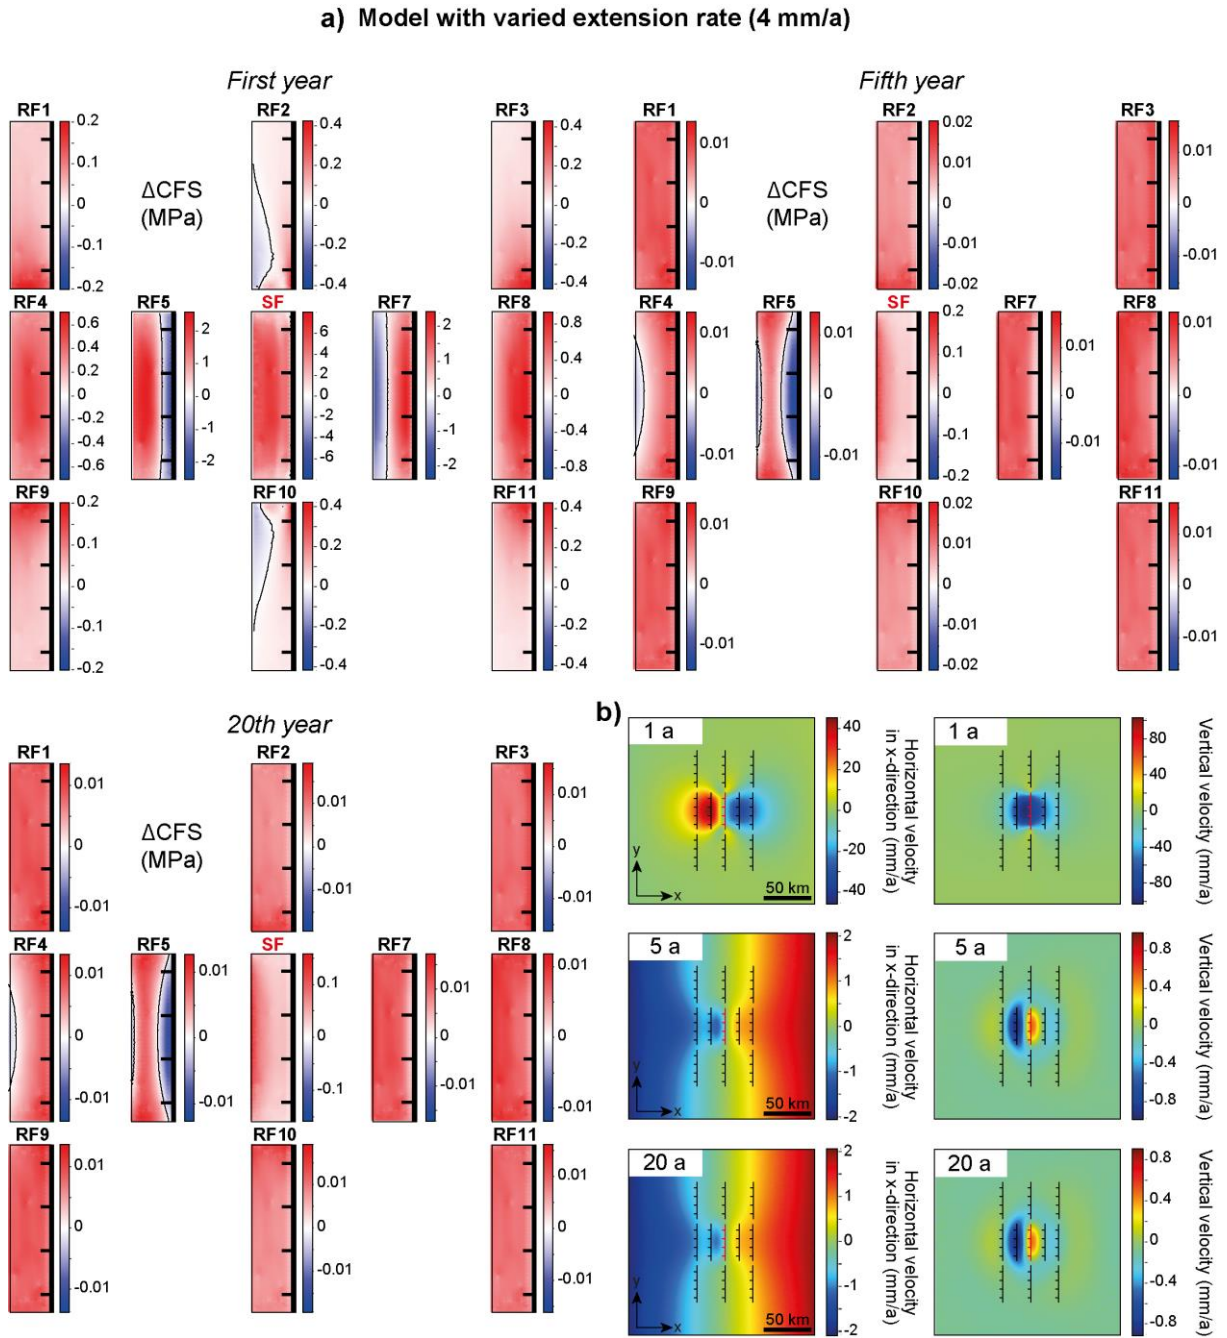 a) Model with varied extension rate (4 mm/a)
First year
Fifth year
RF1 RF2 RF3 RF1 RF2 RF3
0.2 0.4 0.4 0.01 0.02 0.01
0.1 0.2 0.2 0 0.01 0
0 0 0 -0.01 0 -0.01
-0.1 -0.2 -0.2 -0.01
-0.2 -0.4 -0.4 -0.02
ΔCFS
(MPa)
ΔCFS
(MPa)
RF4 RF5 SF RF7 RF8 RF4 RF5 SF RF7 RF8
0.6 2 6 2 0.8 0.01 0.01 0.2 0.01 0.01
0.4 1 4 1 0.4 0 0 0.1 0 0
0.2 0 2 0 0 -0.01 -0.01 0 -0.01 -0.01
0 -1 0 -1 -0.4 -0.1
-0.2 -2 -2 -2 -0.8 -0.2
-0.4 -4
-0.6 -6
RF9 RF10 RF11 RF9 RF10 RF11
0.2 0.4 0.4 0.01 0.02 0.01
0.1 0.2 0.2 0 0.01 0
0 0 0 -0.01 0 -0.01
-0.1 -0.2 -0.2 -0.01
-0.2 -0.4 -0.4 -0.02
20th year
RF1 RF2 RF3
0.01 0.01 0.01
0 0 0
-0.01 -0.01 -0.01
ΔCFS
(MPa)
RF4 RF5 SF RF7 RF8
0.01 0.01 0.1 0.01 0.01
0 0 0 0 0
-0.01 -0.01 -0.1 -0.01 -0.01
RF9 RF10 RF11
0.01 0.01 0.01
0 0 0
-0.01 -0.01 -0.01
b)
1 a
y
x
50 km
40
20
0
-20
-40
Horizontal velocity
in x-direction (mm/a)
1 a
80
40
0
-40
-80
Vertical velocity (mm/a)
5 a
y
x
50 km
2
1
0
-1
-2
Horizontal velocity
in x-direction (mm/a)
5 a
0.8
0.4
0
-0.4
-0.8
Vertical velocity (mm/a)
20 a
y
x
50 km
2
1
0
-1
-2
Horizontal velocity
in x-direction (mm/a)
20 a
0.8
0.4
0
-0.4
-0.8
Vertical velocity (mm/a)